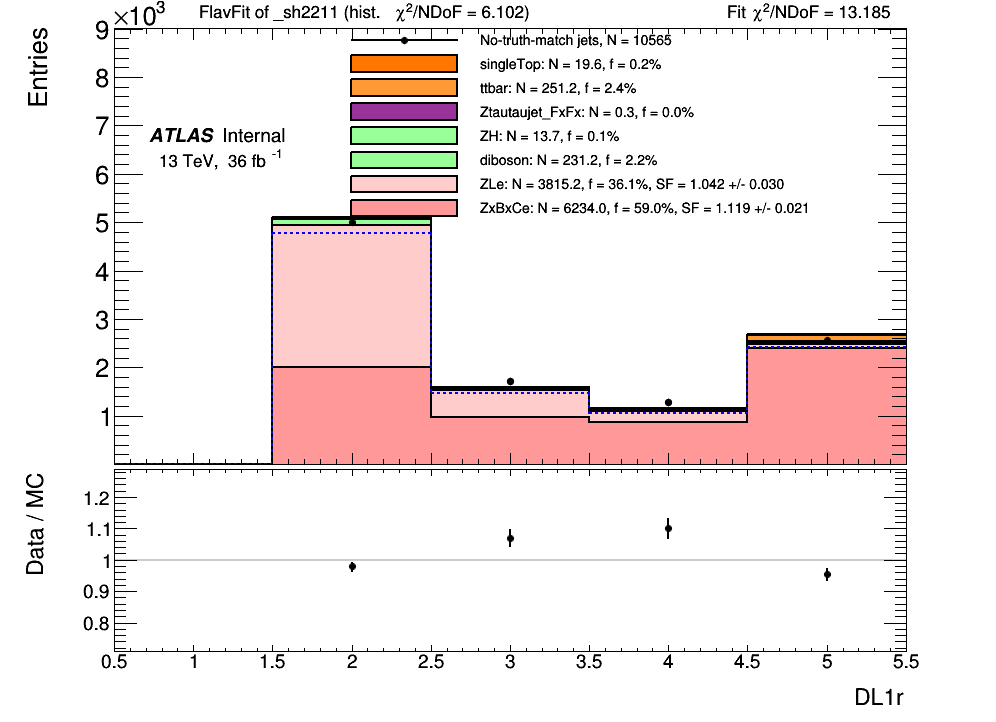 FlavFit of _sh2211 (hist. χ²/NDoF = 6.102) Fit χ²/NDoF = 13.185
×10³
Entries
9
8
7
6
5
4
3
2
1
No-truth-match jets, N = 10565
singleTop: N = 19.6, f = 0.2%
ttbar: N = 251.2, f = 2.4%
Ztautaujet_FxFx: N = 0.3, f = 0.0%
ZH: N = 13.7, f = 0.1%
diboson: N = 231.2, f = 2.2%
ZLe: N = 3815.2, f = 36.1%, SF = 1.042 +/- 0.030
ZxBxCe: N = 6234.0, f = 59.0%, SF = 1.119 +/- 0.021
ATLAS Internal
13 TeV, 36 fb⁻¹
Data / MC
1.2
1.1
1
0.9
0.8
0.5 1 1.5 2 2.5 3 3.5 4 4.5 5 5.5
DL1r